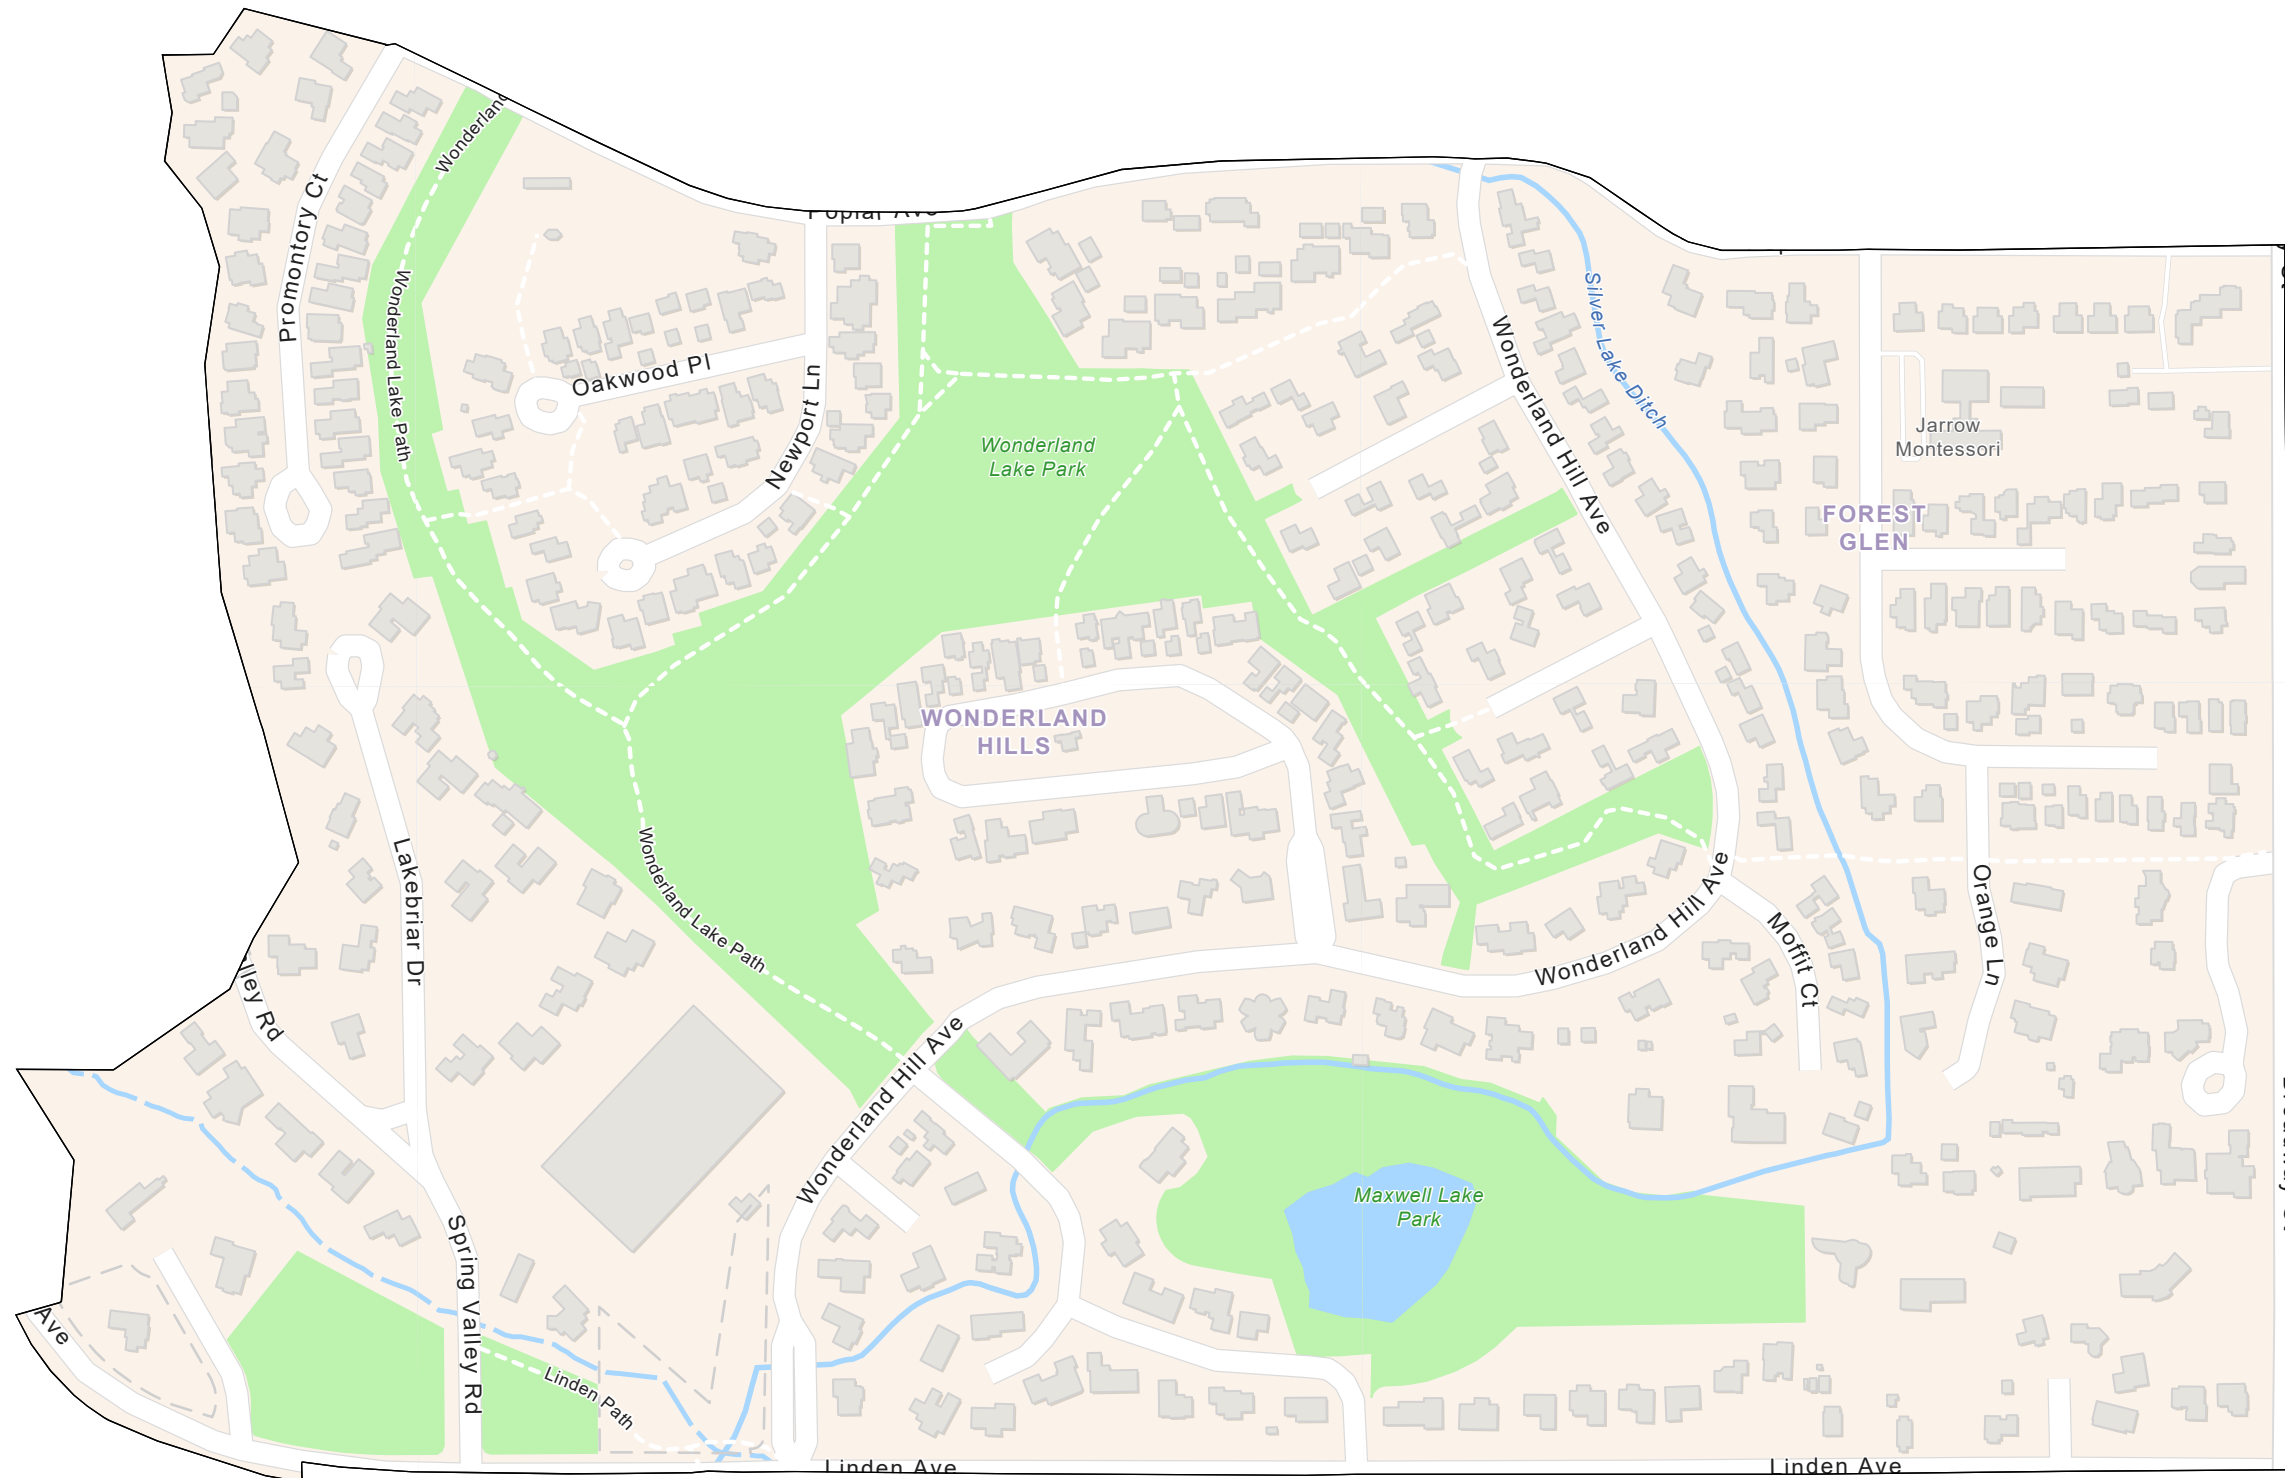 Wonderland
Promontory Ct
Poplar Ave
Wonderland Lake Path
Silver Lake Ditch
Wonderland Hill Ave
Oakwood Pl
Newport Ln
Jarrow
Montessori
Wonderland
Lake Park
FOREST
GLEN
WONDERLAND
HILLS
Wonderland Lake Path
Lakebriar Dr
Wonderland Hill Ave
Orange Ln
Moffit Ct
lley Rd
Wonderland Hill Ave
Maxwell Lake
Park
Spring Valley Rd
Ave
Linden Path
Linden Ave
Linden Ave